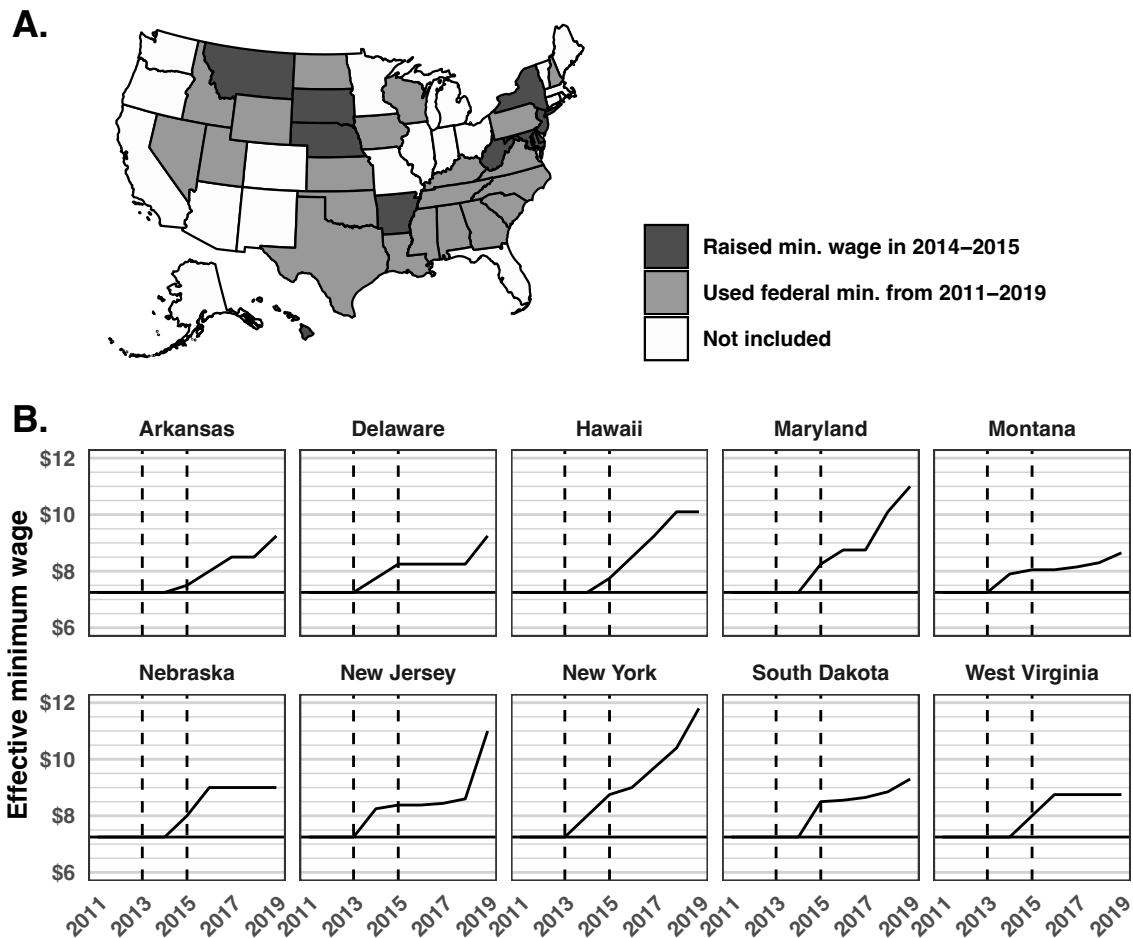 A.
Raised min. wage in 2014–2015
Used federal min. from 2011–2019
Not included
B.
Effective minimum wage
Arkansas Delaware Hawaii Maryland Montana
$12
$10
$8
$6
Nebraska New Jersey New York South Dakota West Virginia
$12
$10
$8
$6
2011 2013 2015 2017 2019 2011 2013 2015 2017 2019 2011 2013 2015 2017 2019 2011 2013 2015 2017 2019 2011 2013 2015 2017 2019